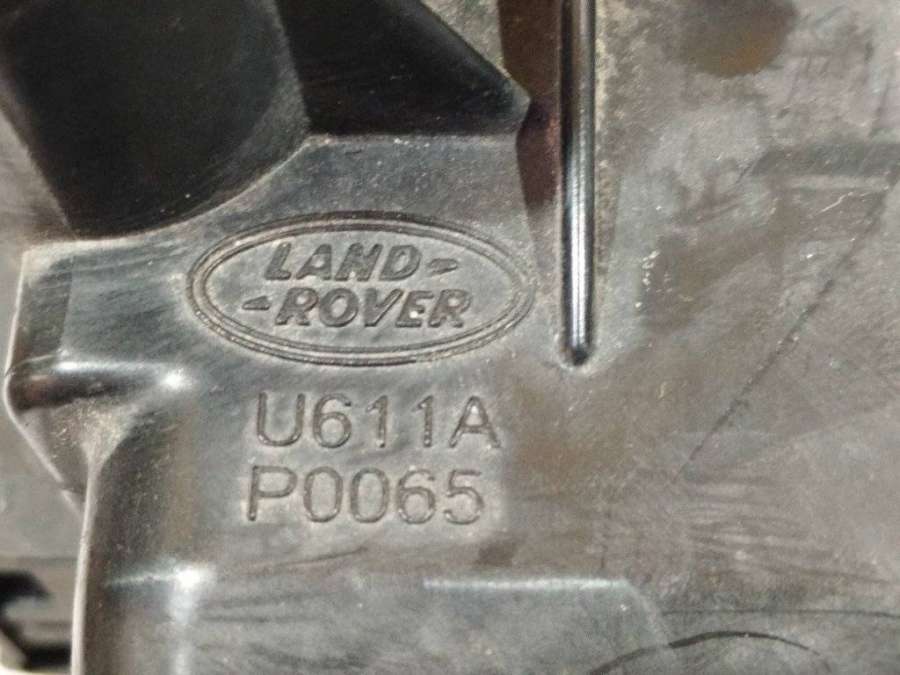 LAND-
-ROVER
U611A
P0065